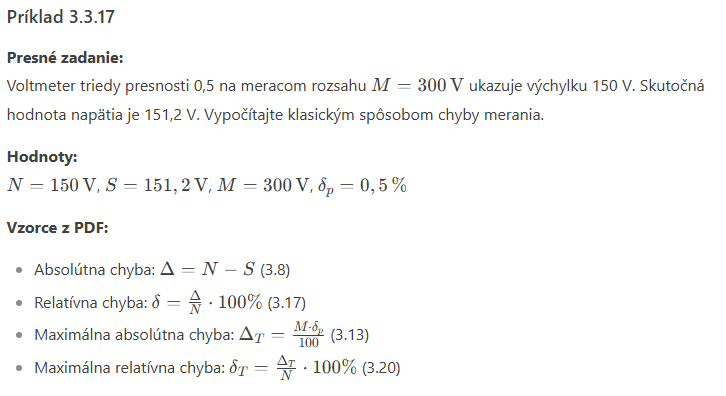 Príklad 3.3.17
Presné zadanie:
Voltmeter triedy presnosti 0,5 na meracom rozsahu M = 300 V ukazuje výchylku 150 V. Skutočná
hodnota napätia je 151,2 V. Vypočítajte klasickým spôsobom chyby merania.
Hodnoty:
N = 150 V, S = 151, 2 V, M = 300 V, δₚ = 0, 5 %
Vzorce z PDF:
• Absolútna chyba: Δ = N − S (3.8)
• Relatívna chyba: δ = Δ/N · 100% (3.17)
• Maximálna absolútna chyba: Δ_T = M·δₚ/100 (3.13)
• Maximálna relatívna chyba: δ_T = Δ_T/N · 100% (3.20)